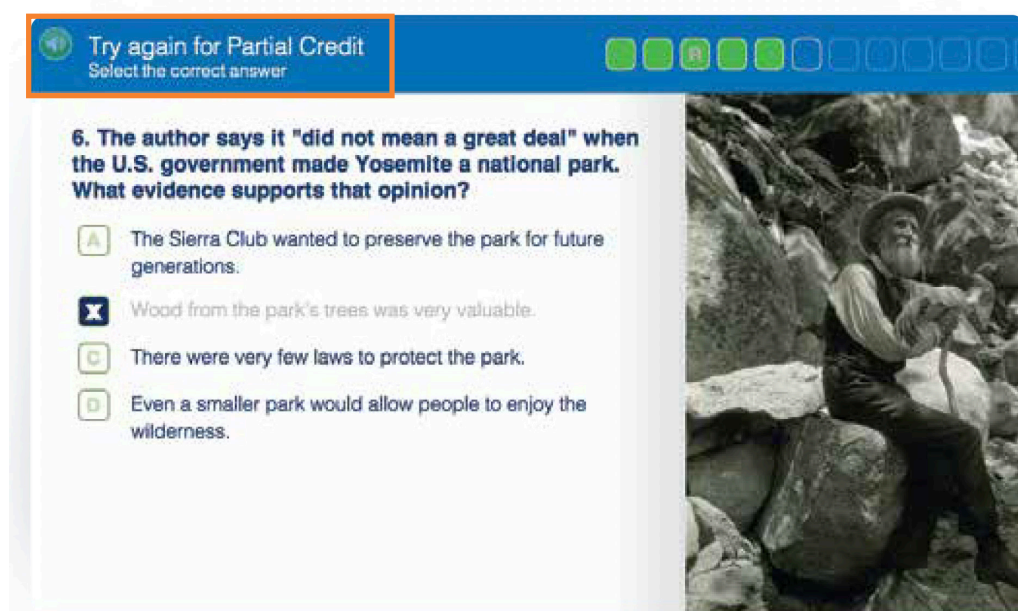 Try again for Partial Credit
Select the correct answer
R
6. The author says it "did not mean a great deal" when
the U.S. government made Yosemite a national park.
What evidence supports that opinion?
A The Sierra Club wanted to preserve the park for future
generations.
X Wood from the park's trees was very valuable.
C There were very few laws to protect the park.
D Even a smaller park would allow people to enjoy the
wilderness.